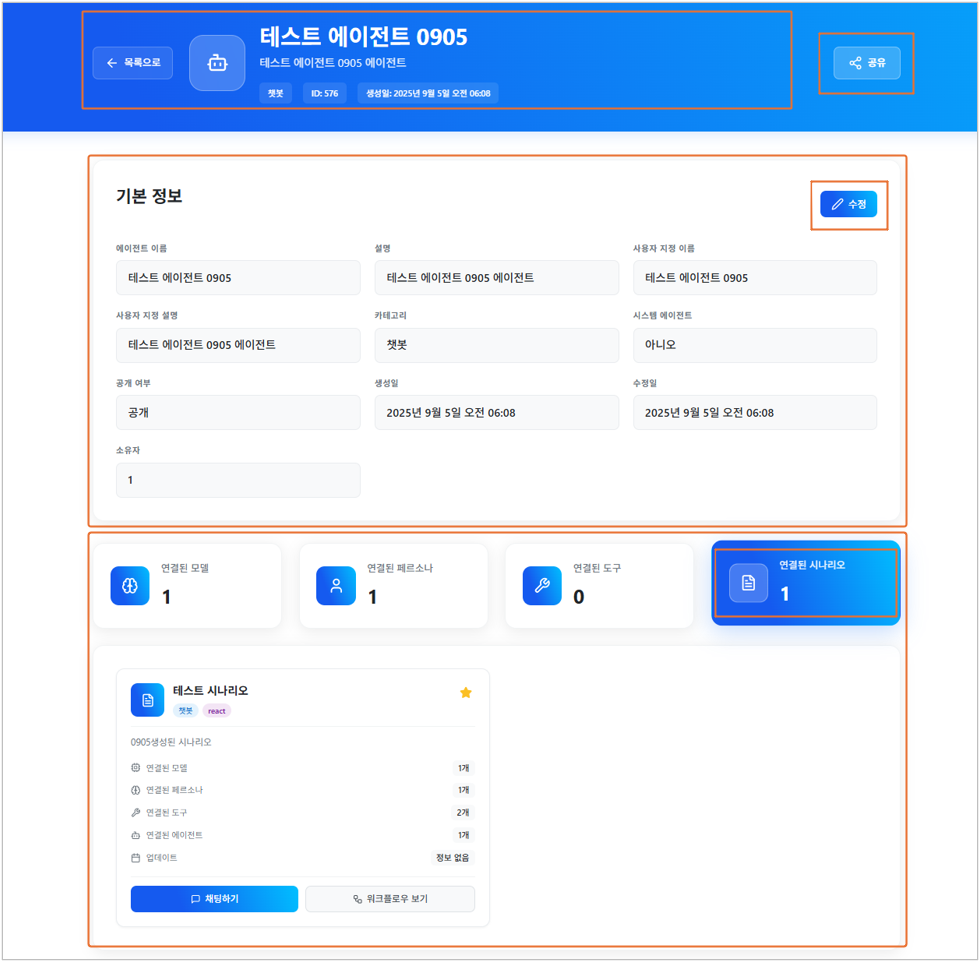 목록으로
테스트 에이전트 0905
테스트 에이전트 0905 에이전트
챗봇 ID: 576 생성일: 2025년 9월 5일 오전 06:08
공유
기본 정보
수정
에이전트 이름 설명 사용자 지정 이름
테스트 에이전트 0905 테스트 에이전트 0905 에이전트 테스트 에이전트 0905
사용자 지정 설명 카테고리 시스템 에이전트
테스트 에이전트 0905 에이전트 챗봇 아니오
공개 여부 생성일 수정일
공개 2025년 9월 5일 오전 06:08 2025년 9월 5일 오전 06:08
소유자
1
연결된 모델 연결된 페르소나 연결된 도구 연결된 시나리오
1 1 0 1
테스트 시나리오
챗봇 react
0905생성된 시나리오
연결된 모델 1개
연결된 페르소나 1개
연결된 도구 2개
연결된 에이전트 1개
업데이트 정보 없음
채팅하기 워크플로우 보기